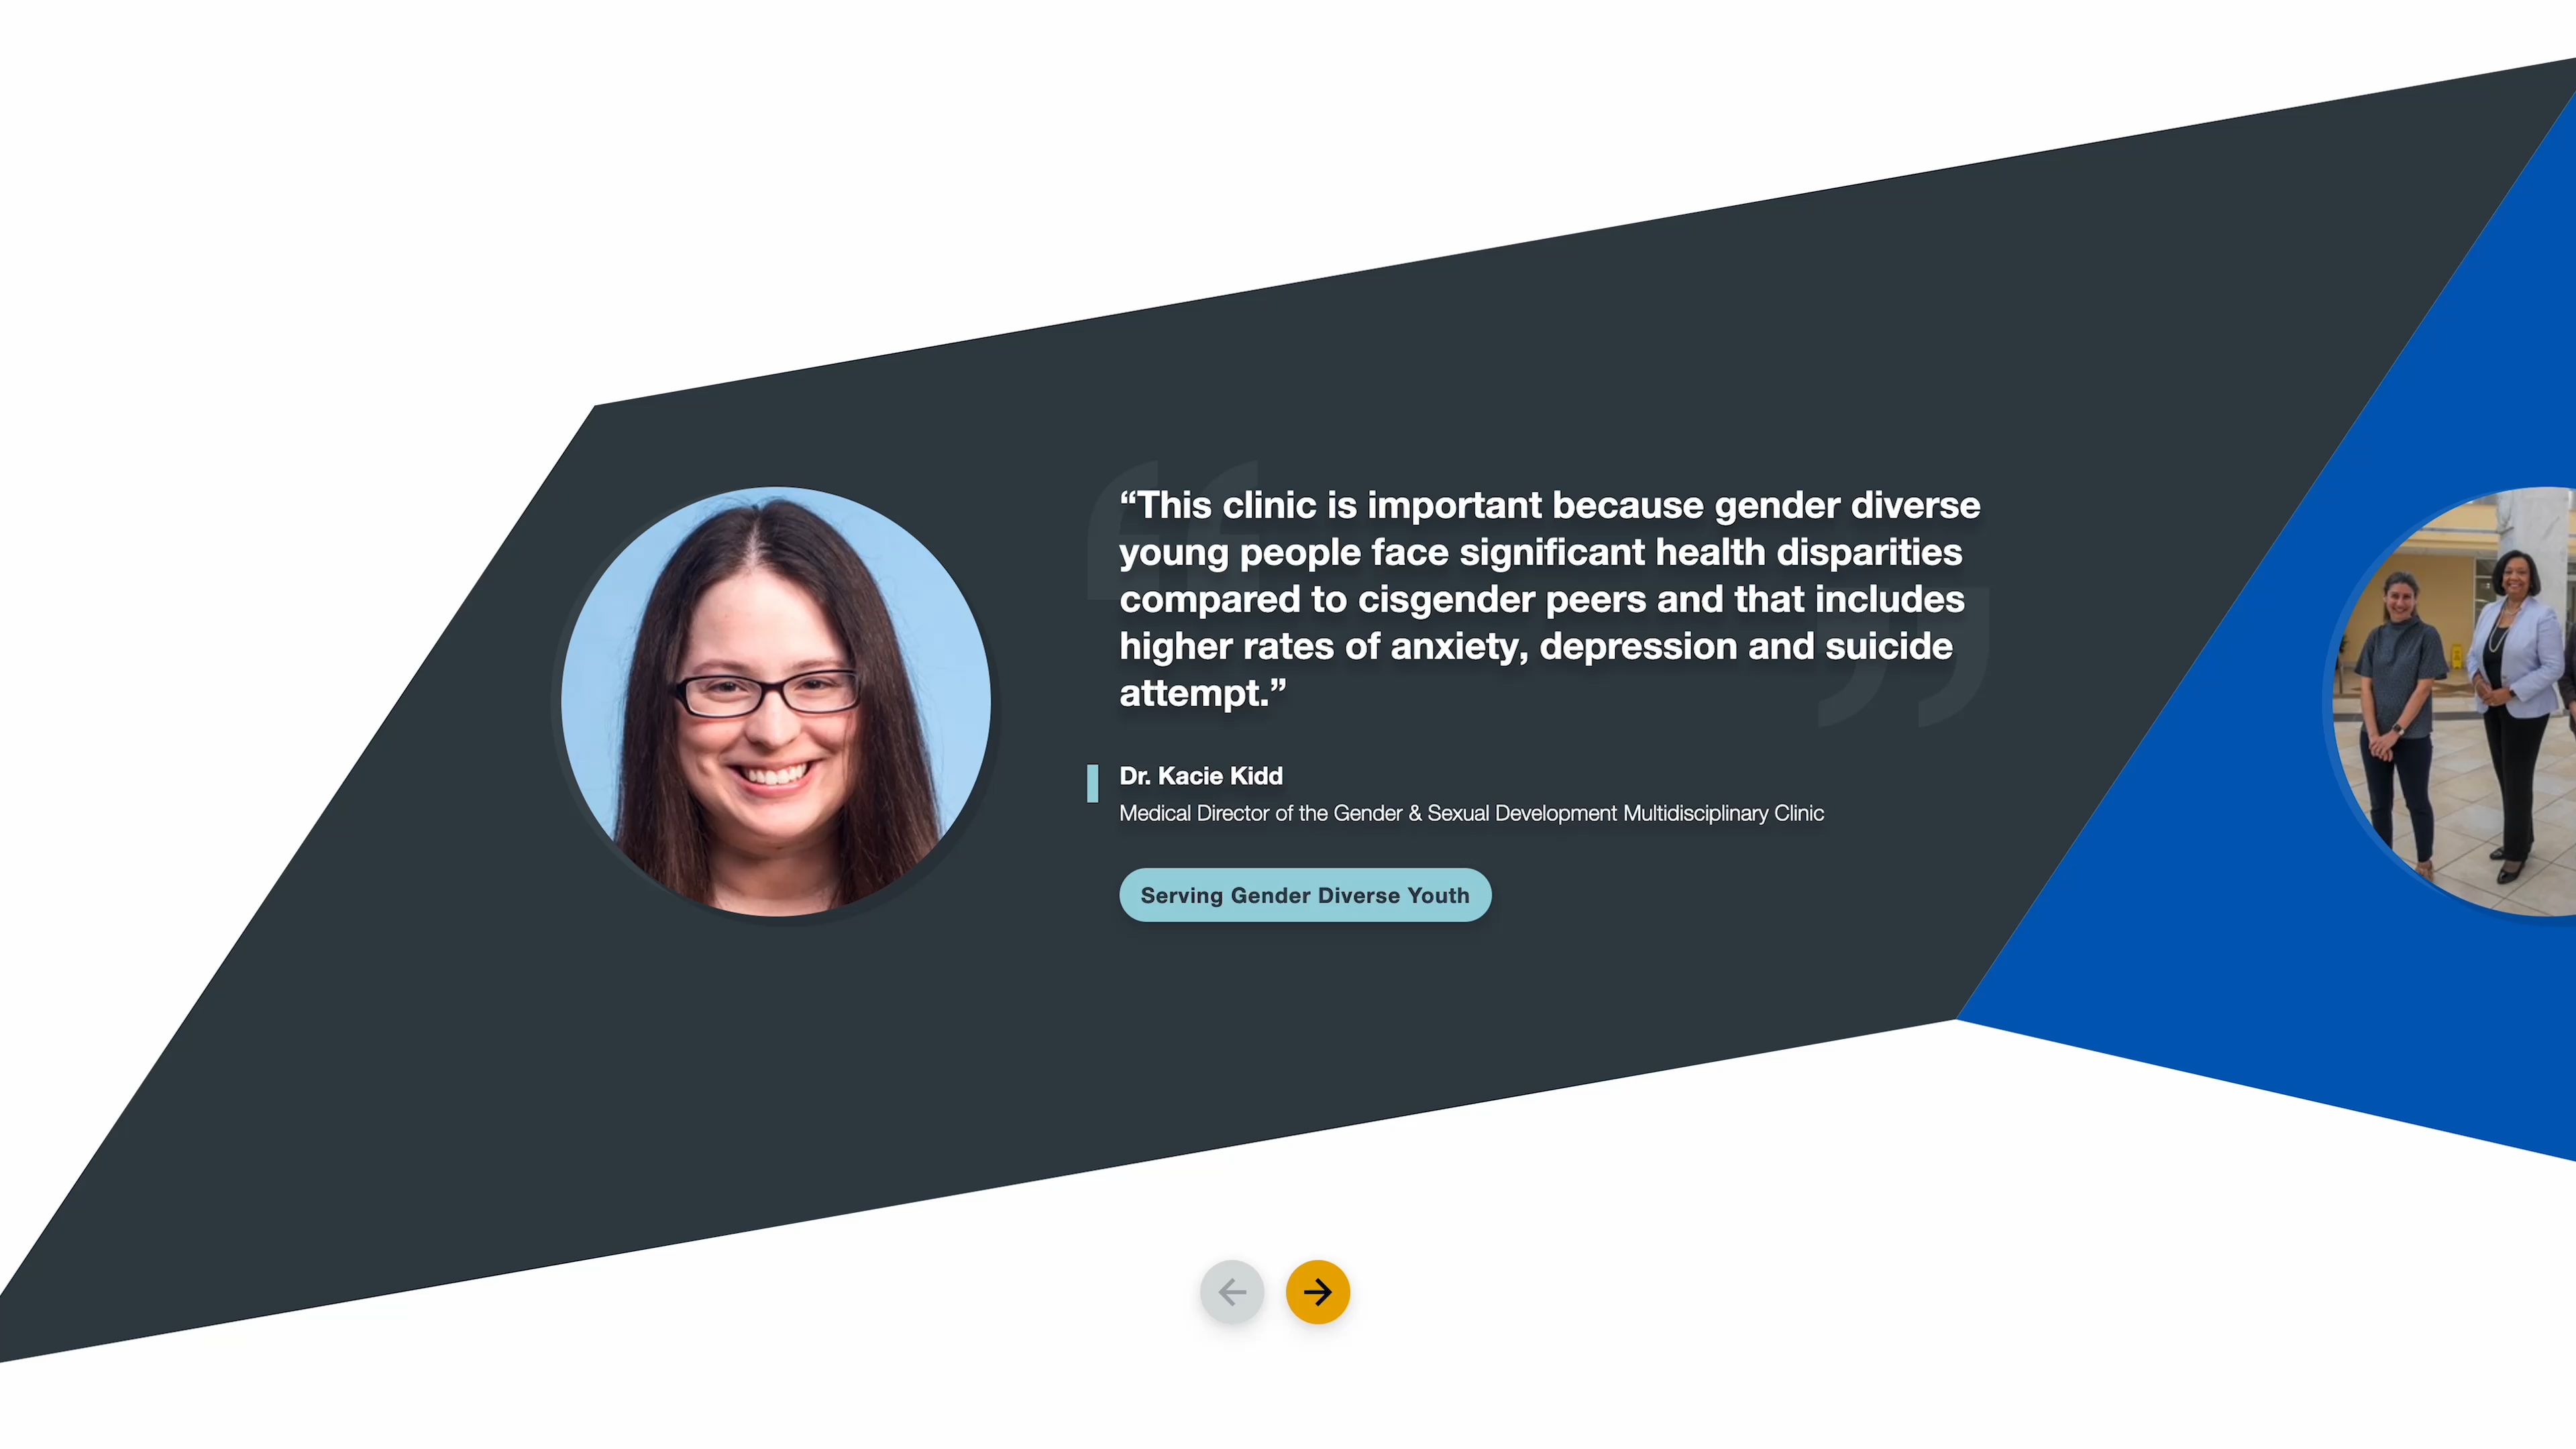 “This clinic is important because gender diverse
young people face significant health disparities
compared to cisgender peers and that includes
higher rates of anxiety, depression and suicide
attempt.”
Dr. Kacie Kidd
Medical Director of the Gender & Sexual Development Multidisciplinary Clinic
Serving Gender Diverse Youth